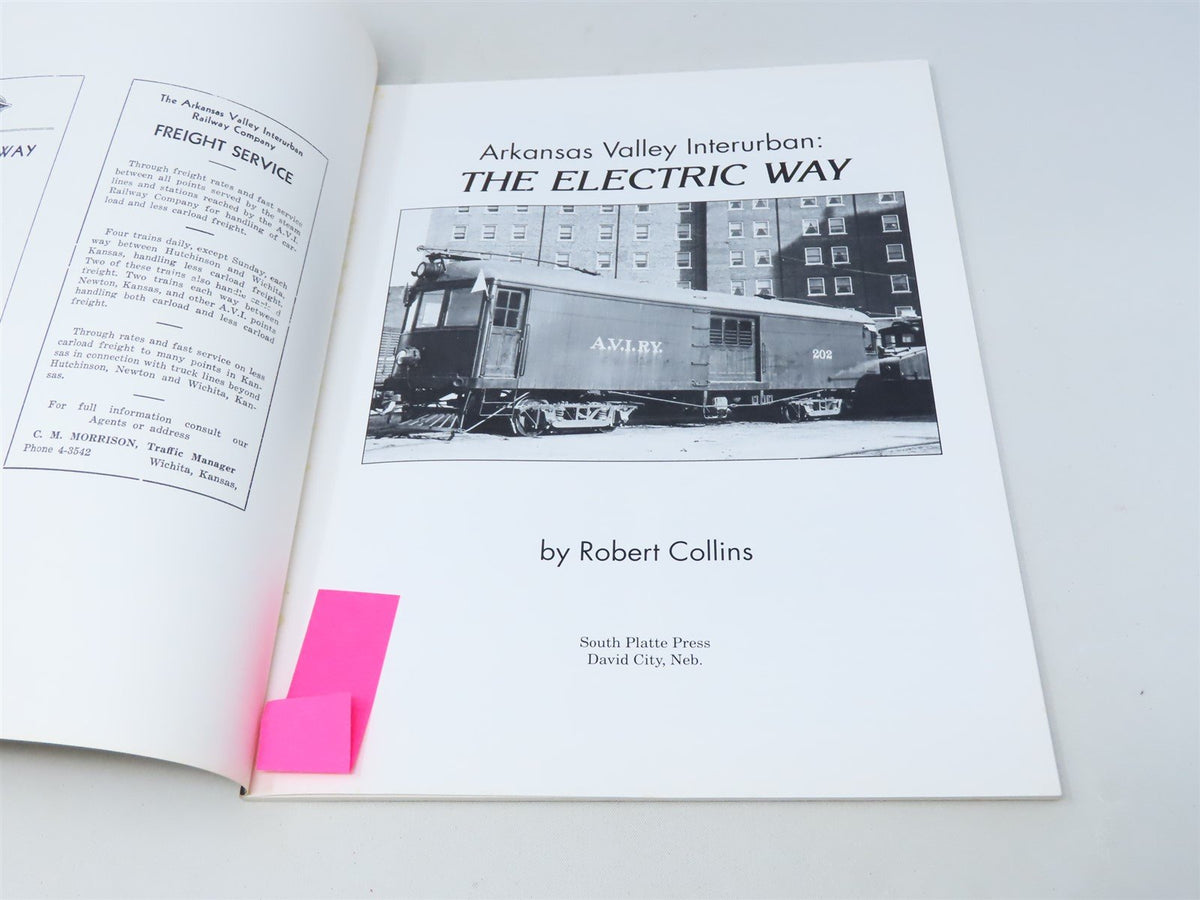 WAY
The Arkansas Valley Interurban
Railway Company
FREIGHT SERVICE
Through freight rates and fast service
between all points served by the steam
lines and stations reached by the A.V.I.
Railway Company for handling of car-
load and less carload freight.
Four trains daily, except Sunday, each
way between Hutchinson and Wichita,
Kansas, handling less carload freight.
Two of these trains also handle carload
freight. Two trains each way between
Newton, Kansas, and other A.V.I. points
handling both carload and less carload
freight.
Through rates and fast service on less
carload freight to many points in Kan-
sas in connection with truck lines beyond
Hutchinson, Newton and Wichita, Kan-
sas.
For full information consult our
Agents or address
C. M. MORRISON, Traffic Manager
Phone 4-3542
Wichita, Kansas,
Arkansas Valley Interurban:
THE ELECTRIC WAY
A.V.I.RY.
202
by Robert Collins
South Platte Press
David City, Neb.